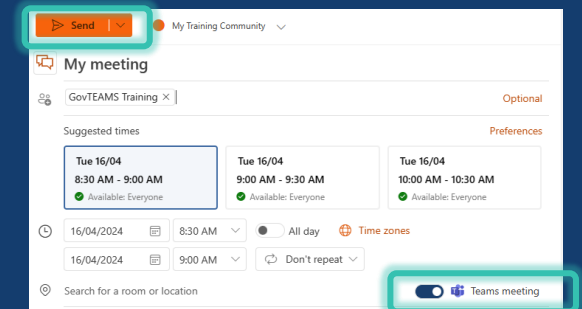 Send My Training Community
My meeting
GovTEAMS Training × Optional
Suggested times Preferences
Tue 16/04 Tue 16/04 Tue 16/04
8:30 AM - 9:00 AM 9:00 AM - 9:30 AM 10:00 AM - 10:30 AM
Available: Everyone Available: Everyone Available: Everyone
16/04/2024 8:30 AM All day Time zones
16/04/2024 9:00 AM Don't repeat
Search for a room or location Teams meeting